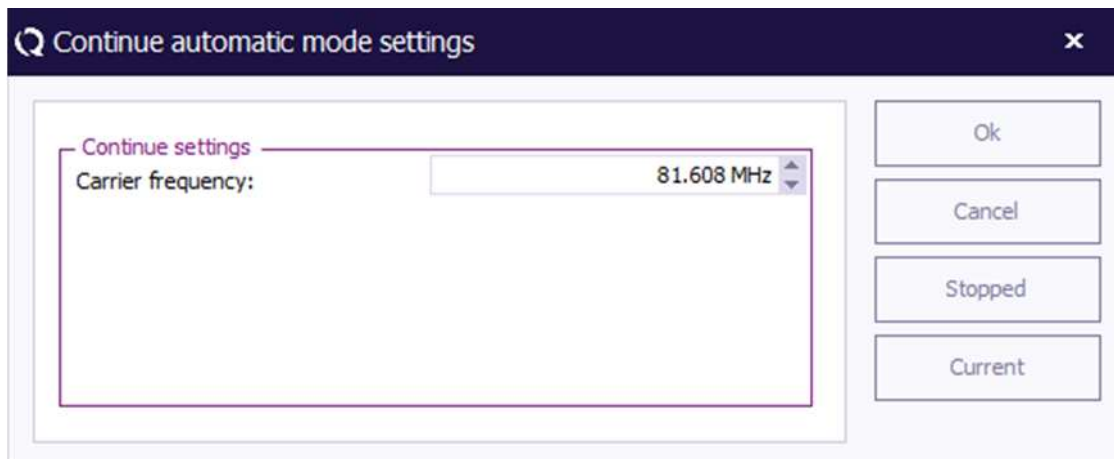 Continue automatic mode settings
Continue settings
Carrier frequency: 81.608 MHz
Ok
Cancel
Stopped
Current